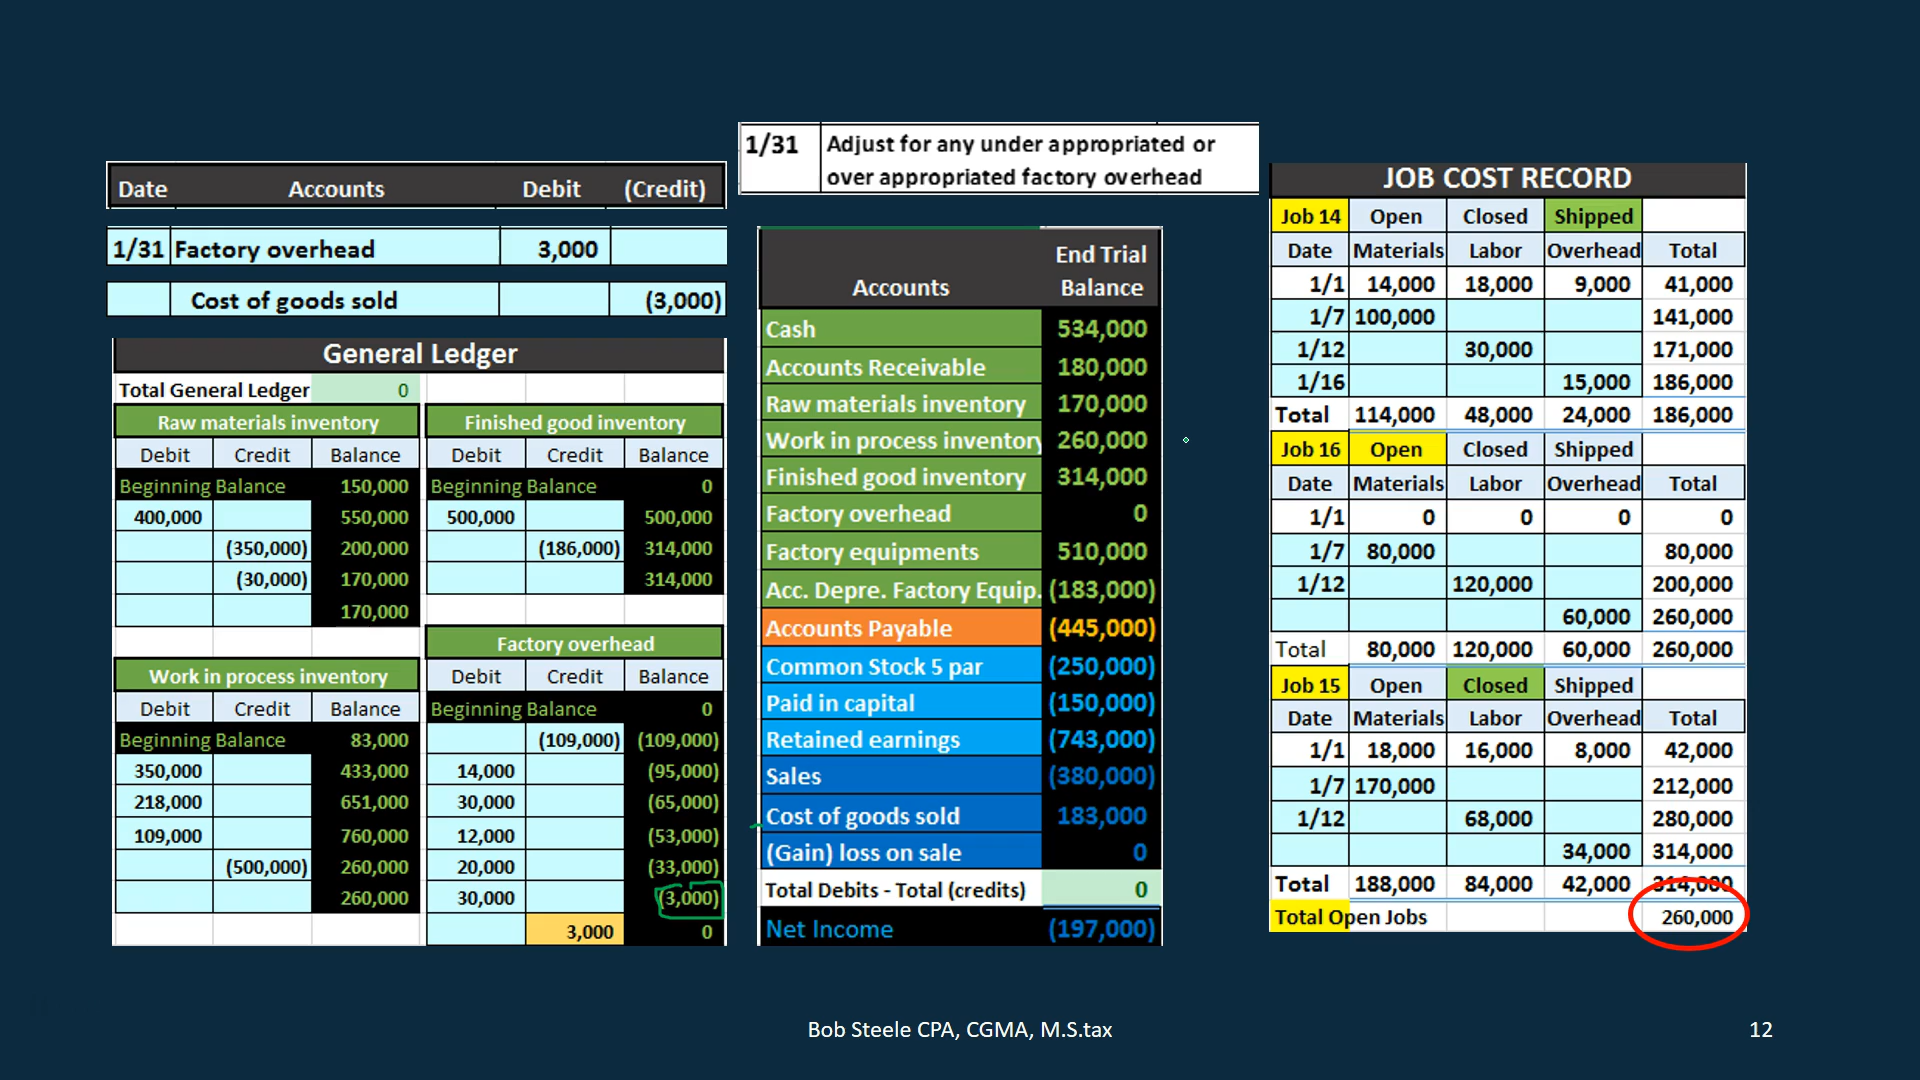 1/31 Adjust for any under appropriated or
over appropriated factory overhead
Date Accounts Debit (Credit)
1/31 Factory overhead 3,000
Cost of goods sold (3,000)
General Ledger
Total General Ledger 0
Raw materials inventory
Debit Credit Balance
Beginning Balance 150,000
400,000 550,000
(350,000) 200,000
(30,000) 170,000
170,000
Work in process inventory
Debit Credit Balance
Beginning Balance 83,000
350,000 433,000
218,000 651,000
109,000 760,000
(500,000) 260,000
260,000
Finished good inventory
Debit Credit Balance
Beginning Balance 0
500,000 500,000
(186,000) 314,000
314,000
Factory overhead
Debit Credit Balance
Beginning Balance 0
(109,000) (109,000)
14,000 (95,000)
30,000 (65,000)
12,000 (53,000)
20,000 (33,000)
30,000 (3,000)
3,000 0
Accounts End Trial Balance
Cash 534,000
Accounts Receivable 180,000
Raw materials inventory 170,000
Work in process inventory 260,000
Finished good inventory 314,000
Factory overhead 0
Factory equipments 510,000
Acc. Depre. Factory Equip. (183,000)
Accounts Payable (445,000)
Common Stock 5 par (250,000)
Paid in capital (150,000)
Retained earnings (743,000)
Sales (380,000)
Cost of goods sold 183,000
(Gain) loss on sale 0
Total Debits - Total (credits) 0
Net Income (197,000)
JOB COST RECORD
Job 14 Open Closed Shipped
Date Materials Labor Overhead Total
1/1 14,000 18,000 9,000 41,000
1/7 100,000 141,000
1/12 30,000 171,000
1/16 15,000 186,000
Total 114,000 48,000 24,000 186,000
Job 16 Open Closed Shipped
Date Materials Labor Overhead Total
1/1 0 0 0 0
1/7 80,000 80,000
1/12 120,000 200,000
60,000 260,000
Total 80,000 120,000 60,000 260,000
Job 15 Open Closed Shipped
Date Materials Labor Overhead Total
1/1 18,000 16,000 8,000 42,000
1/7 170,000 212,000
1/12 68,000 280,000
34,000 314,000
Total 188,000 84,000 42,000 314,000
Total Open Jobs 260,000
Bob Steele CPA, CGMA, M.S.tax
12